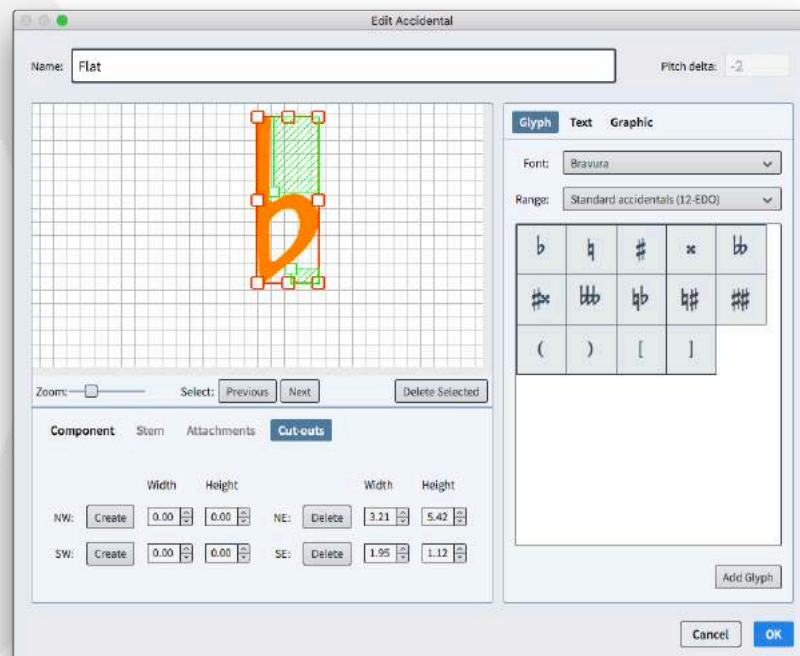 Edit Accidental
Name: Flat Pitch delta: -2
Glyph Text Graphic
Font: Bravura
Range: Standard accidentals (12-EDO)
Zoom: Select: Previous Next Delete Selected
Component Stem Attachments Cut-outs
Width Height Width Height
NW: Create 0.00 0.00 NE: Delete 3.21 5.42
SW: Create 0.00 0.00 SE: Delete 1.95 1.12
Add Glyph
Cancel OK